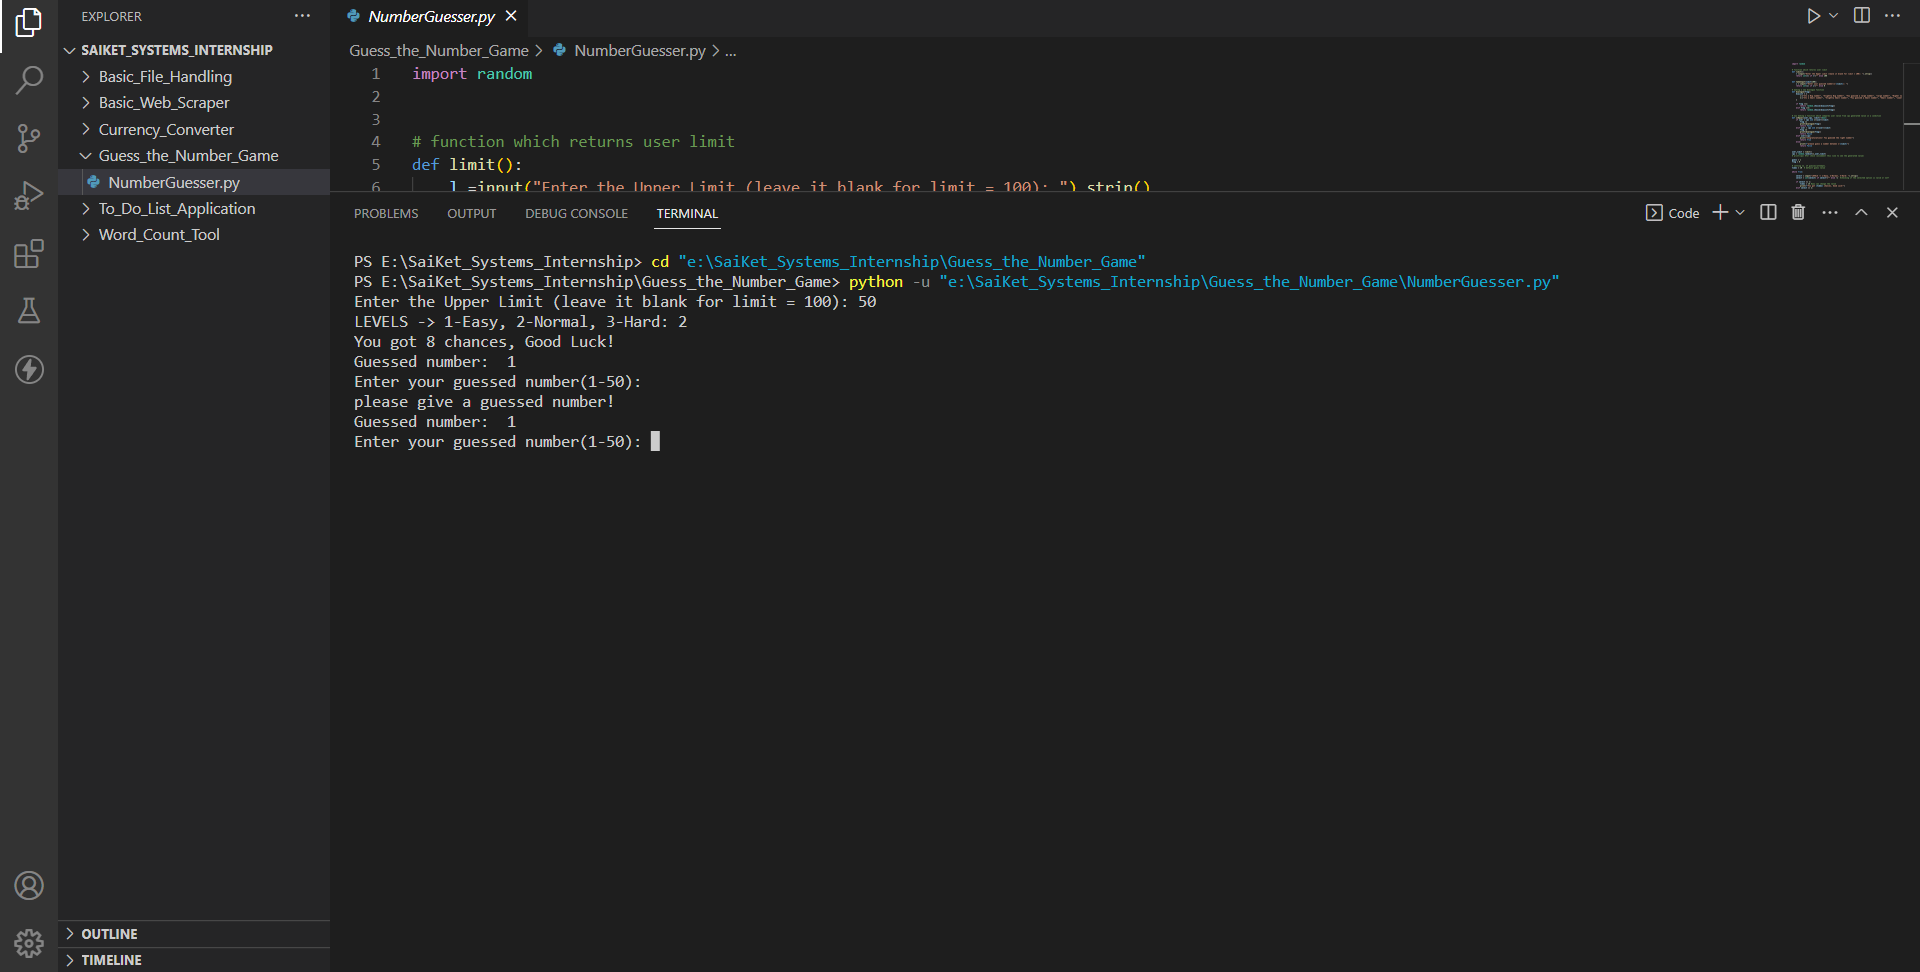 EXPLORER
SAIKET_SYSTEMS_INTERNSHIP
Basic_File_Handling
Basic_Web_Scraper
Currency_Converter
Guess_the_Number_Game
NumberGuesser.py
To_Do_List_Application
Word_Count_Tool
OUTLINE
TIMELINE
NumberGuesser.py
Guess_the_Number_Game > NumberGuesser.py > ...
1 import random
2
3
4 # function which returns user limit
5 def limit():
6 l =input("Enter the Upper Limit (leave it blank for limit = 100): ").strip()
PROBLEMS OUTPUT DEBUG CONSOLE TERMINAL
Code
PS E:\SaiKet_Systems_Internship> cd "e:\SaiKet_Systems_Internship\Guess_the_Number_Game"
PS E:\SaiKet_Systems_Internship\Guess_the_Number_Game> python -u "e:\SaiKet_Systems_Internship\Guess_the_Number_Game\NumberGuesser.py"
Enter the Upper Limit (leave it blank for limit = 100): 50
LEVELS -> 1-Easy, 2-Normal, 3-Hard: 2
You got 8 chances, Good Luck!
Guessed number:  1
Enter your guessed number(1-50):
please give a guessed number!
Guessed number:  1
Enter your guessed number(1-50):